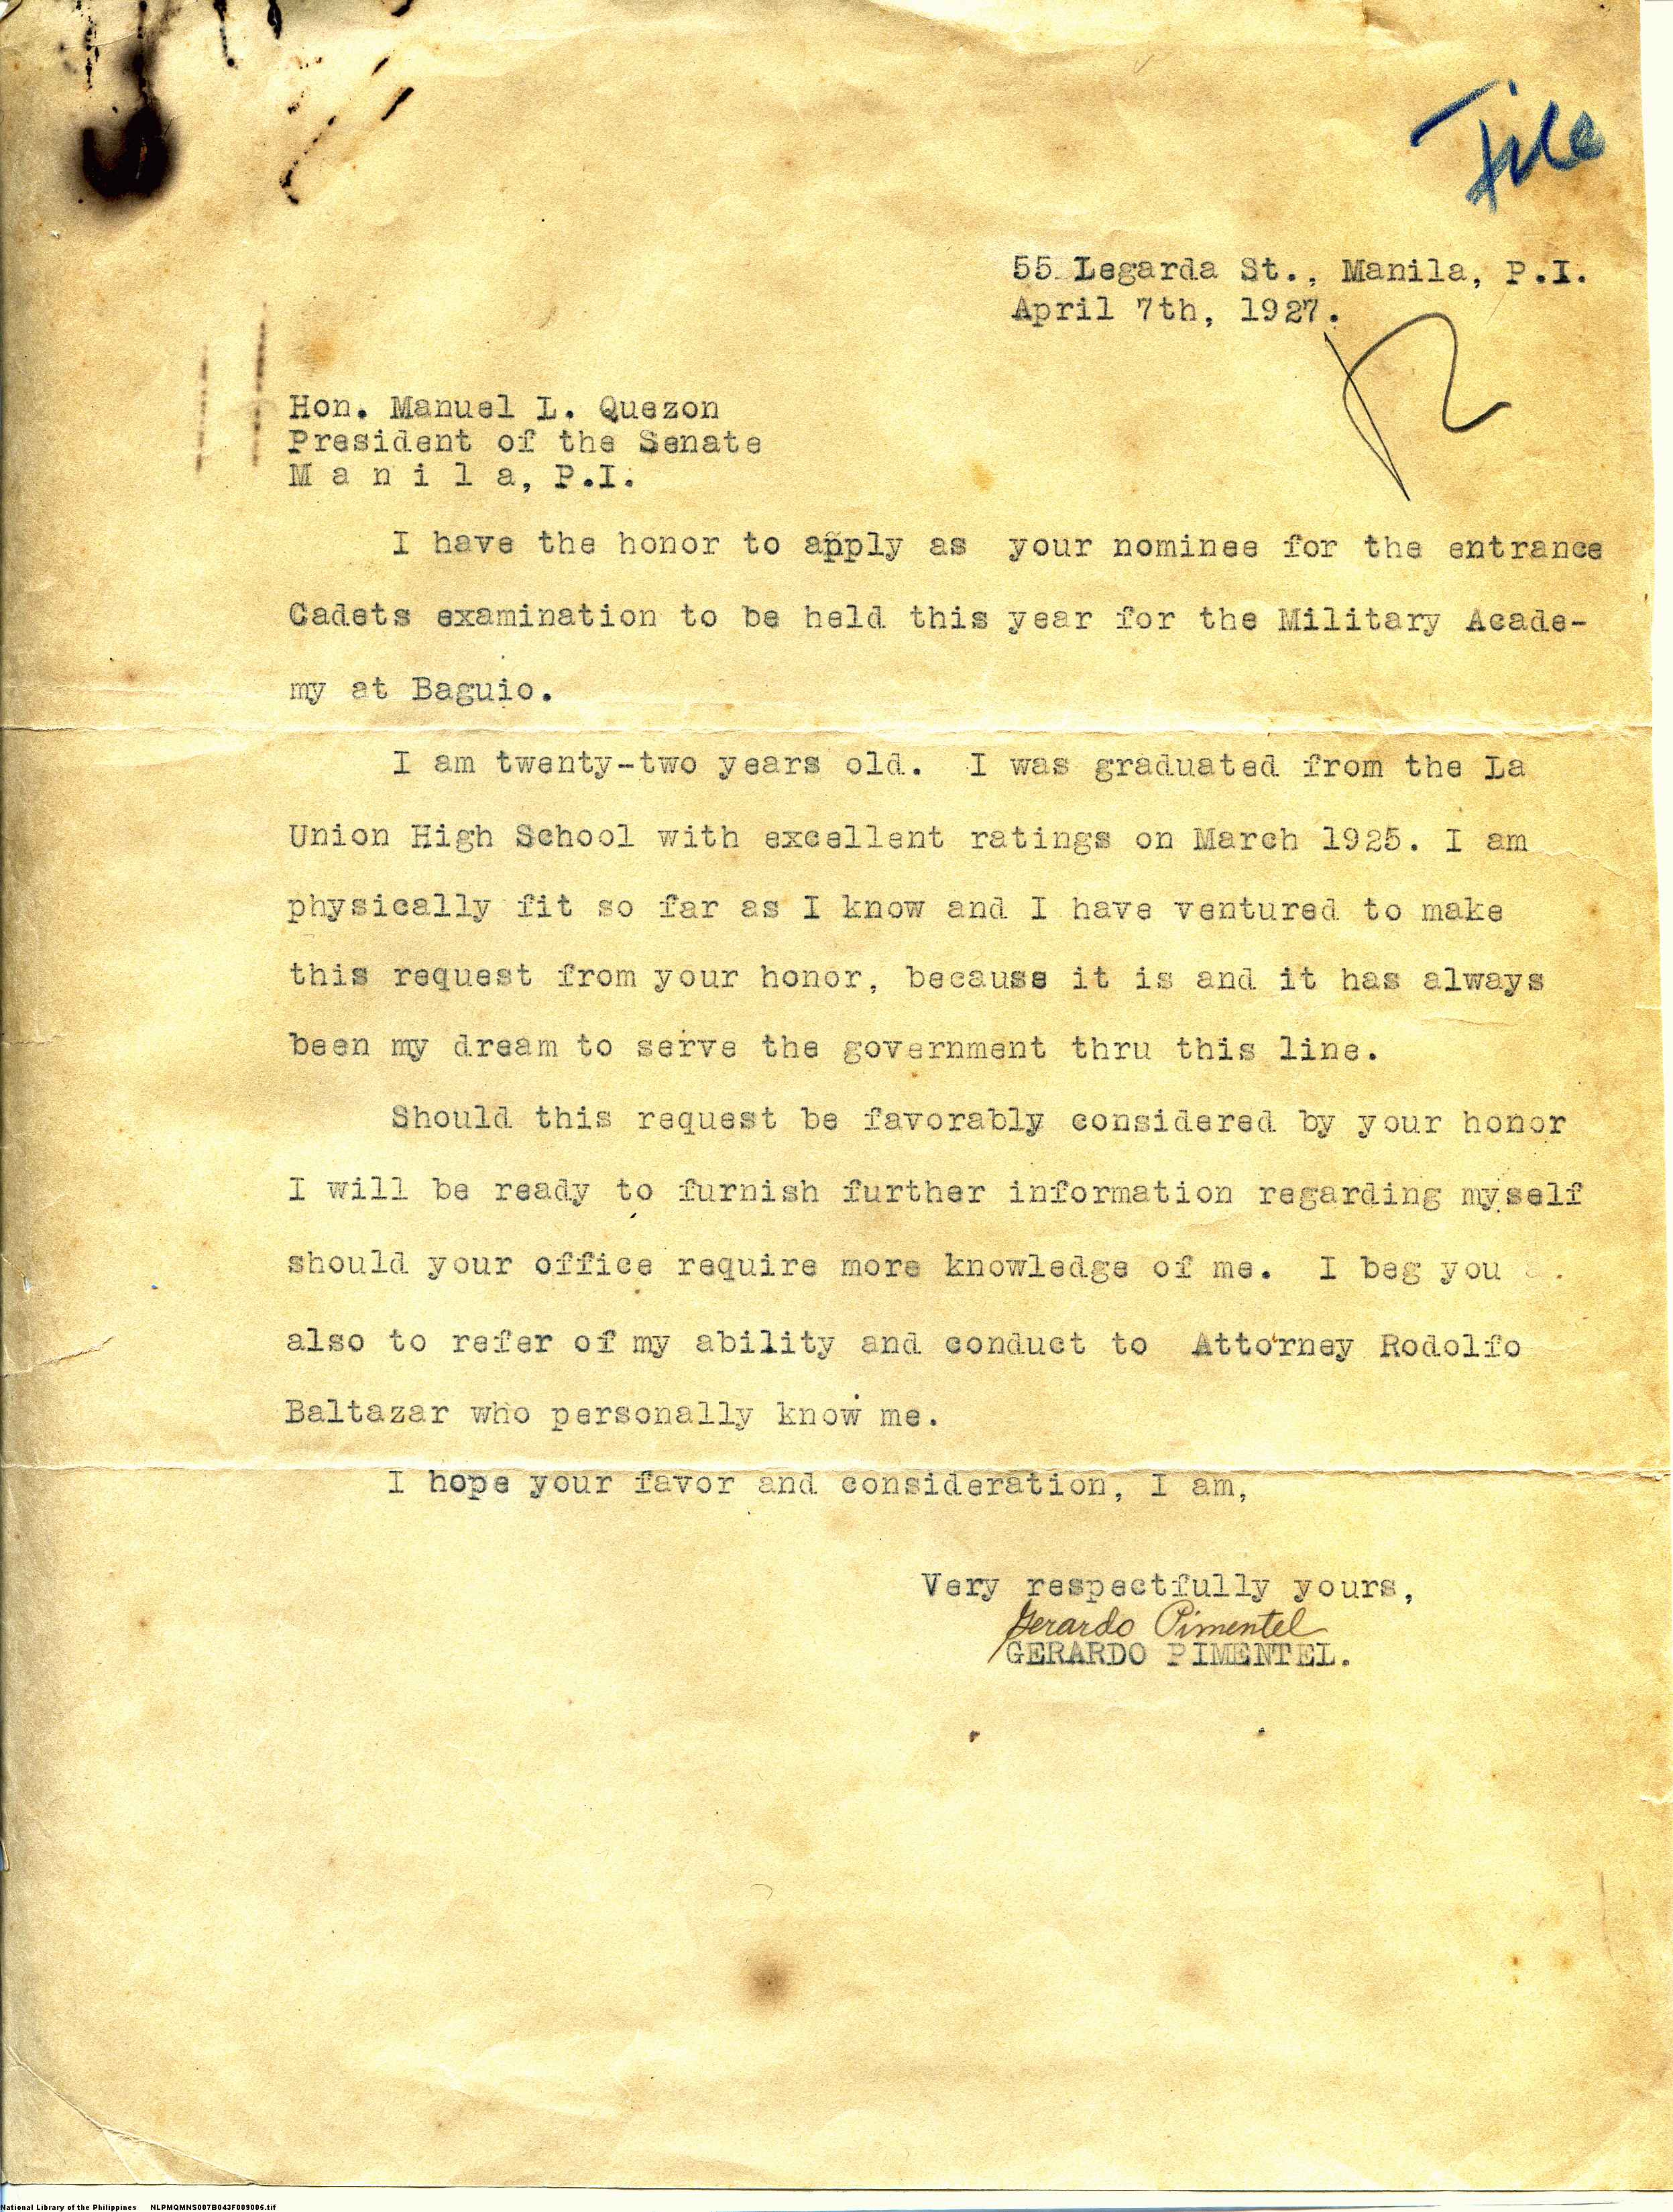 File
55 Legarda St., Manila, P.I.
April 7th, 1927.
Hon. Manuel L. Quezon
President of the Senate
M a n i l a, P.I.
I have the honor to apply as your nominee for the entrance
Cadets examination to be held this year for the Military Acade-
my at Baguio.
I am twenty-two years old. I was graduated from the La
Union High School with excellent ratings on March 1925. I am
physically fit so far as I know and I have ventured to make
this request from your honor, because it is and it has always
been my dream to serve the government thru this line.
Should this request be favorably considered by your honor
I will be ready to furnish further information regarding myself
should your office require more knowledge of me. I beg you
also to refer of my ability and conduct to Attorney Rodolfo
Baltazar who personally know me.
I hope your favor and consideration, I am,
Very respectfully yours,
Gerardo Pimentel
GERARDO PIMENTEL.
National Library of the Philippines NLPMQMNS007B043F009006.tif